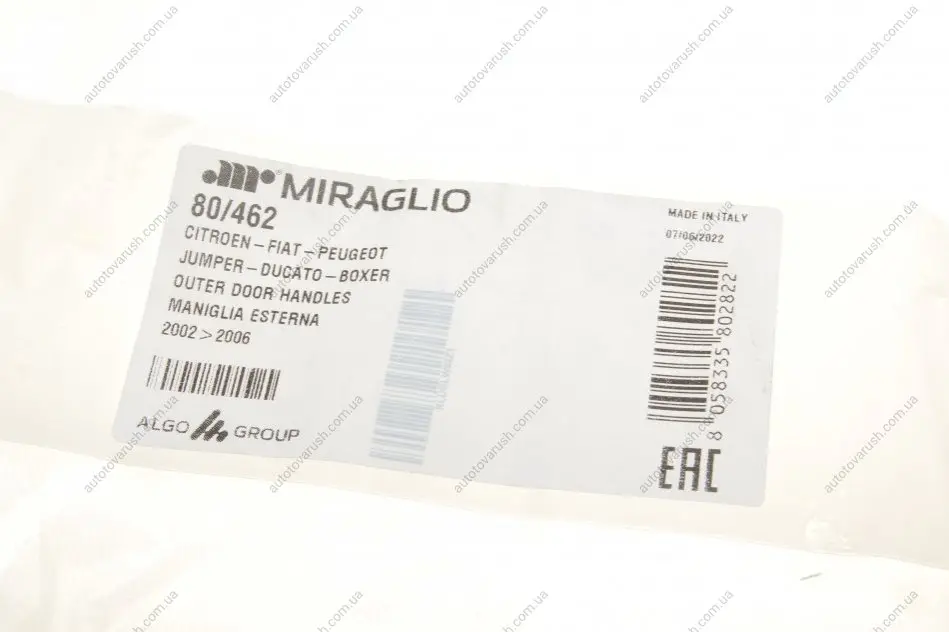 MIRAGLIO
80/462
CITROEN-FIAT-PEUGEOT
JUMPER-DUCATO-BOXER
OUTER DOOR HANDLES
MANIGLIA ESTERNA
2002>2006
ALGO GROUP
MADE IN ITALY
07/06/2022
8 058335 802822
EAC
autotovarush.com.ua